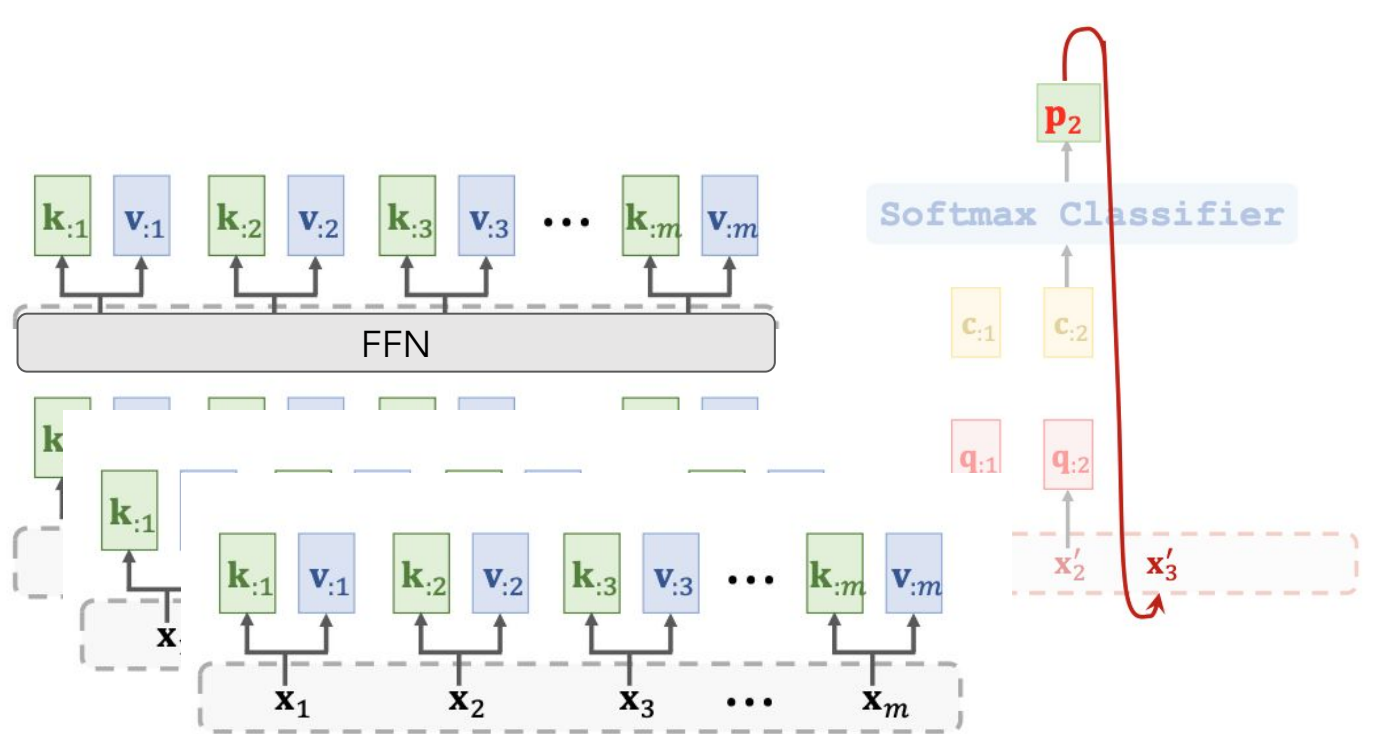 p₂
Softmax Classifier
k:1 v:1 k:2 v:2 k:3 v:3 ••• k:m v:m
c:1 c:2
FFN
q:1 q:2
k
k:1
k:1 v:1 k:2 v:2 k:3 v:3 ••• k:m v:m
x′₂ x′₃
x
x₁ x₂ x₃ ••• xₘ